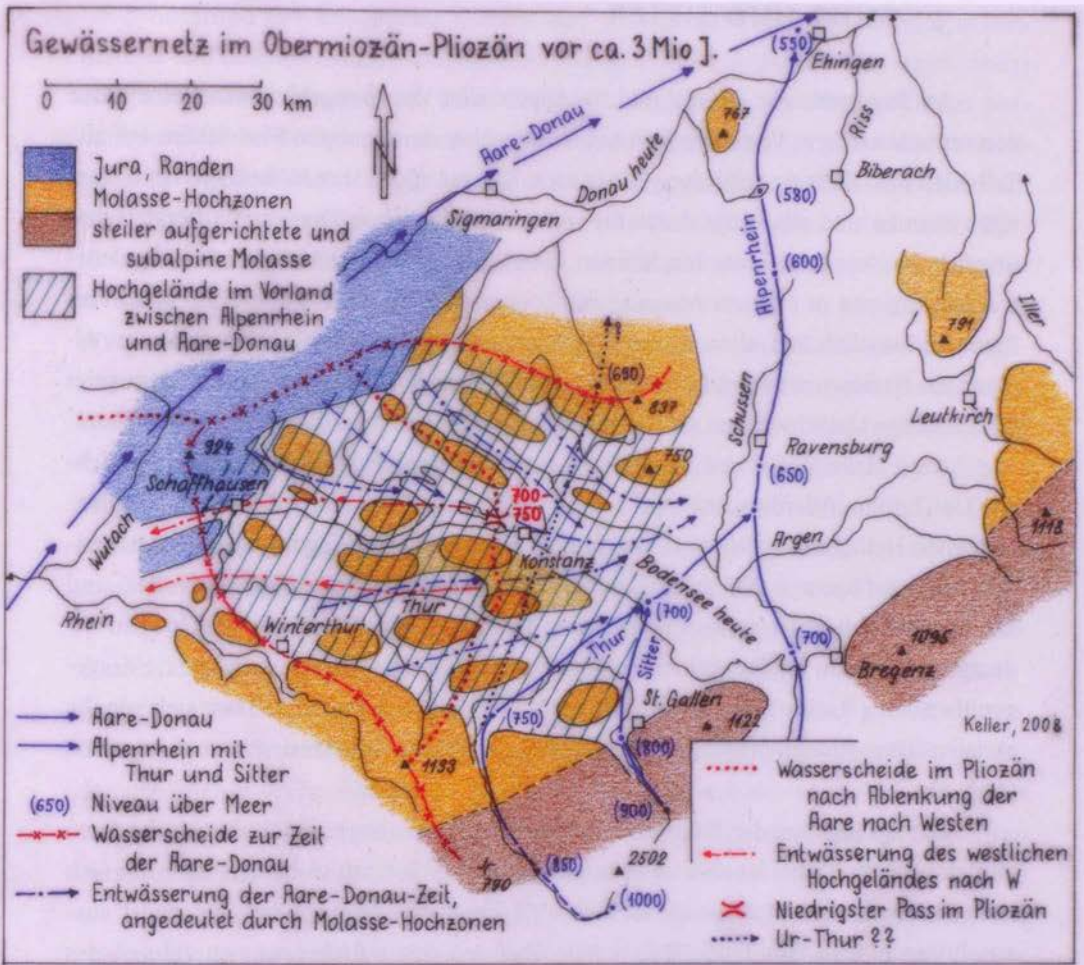 Gewässernetz im Obermiozän-Pliozän vor ca. 3 Mio J.
0 10 20 30
km
Jura, Randen
Molasse-Hochzonen
steiler aufgerichtete und
subalpine Molasse
Hochgelände im Vorland
zwischen Alpenrhein
und Aare-Donau
N
Aare-Donau
Sigmaringen
Donau heute
(550)
Ehingen
767
Riss
Biberach
(580)
Alpenrhein
(600)
791
Iller
(690)
837
Leutkirch
Schussen
Ravensburg
750
(650)
924
Schaffhausen
700
750
Wutach
Konstanz
Argen
1118
Bodensee heute
Thur
Rhein
Winterthur
Thur
(700)
Sitter
(700)
1095
Bregenz
St. Gallen
(750)
1122
(800)
1133
(900)
2502
790
(850)
(1000)
Keller, 2008
Aare-Donau
Alpenrhein mit
Thur und Sitter
(650) Niveau über Meer
Wasserscheide zur Zeit
der Aare-Donau
Entwässerung der Aare-Donau-Zeit,
angedeutet durch Molasse-Hochzonen
Wasserscheide im Pliozän
nach Ablenkung der
Aare nach Westen
Entwässerung des westlichen
Hochgeländes nach W
Niedrigster Pass im Pliozän
Ur-Thur ??